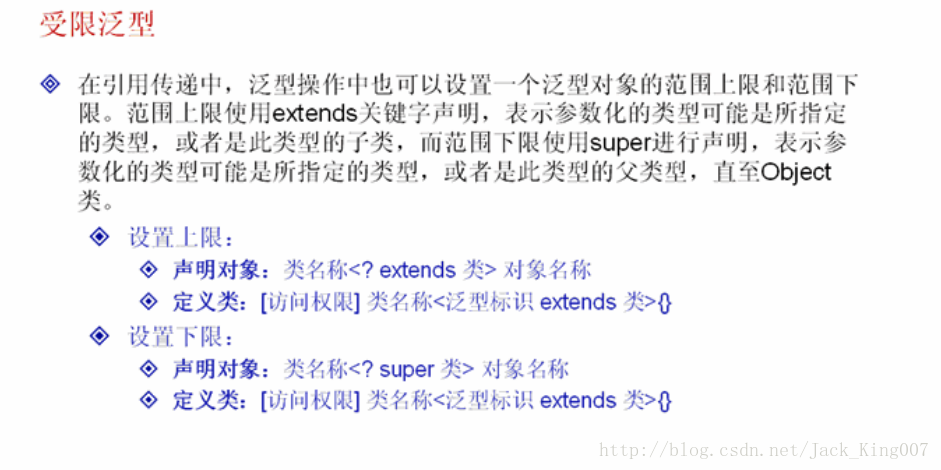 受限泛型
在引用传递中，泛型操作中也可以设置一个泛型对象的范围上限和范围下
限。范围上限使用extends关键字声明，表示参数化的类型可能是所指定
的类型，或者是此类型的子类，而范围下限使用super进行声明，表示参
数化的类型可能是所指定的类型，或者是此类型的父类型，直至Object
类。
设置上限：
声明对象：类名称<? extends 类> 对象名称
定义类：[访问权限] 类名称<泛型标识 extends 类>{}
设置下限：
声明对象：类名称<? super 类> 对象名称
定义类：[访问权限] 类名称<泛型标识 extends 类>{}
http://blog.csdn.net/Jack_King007